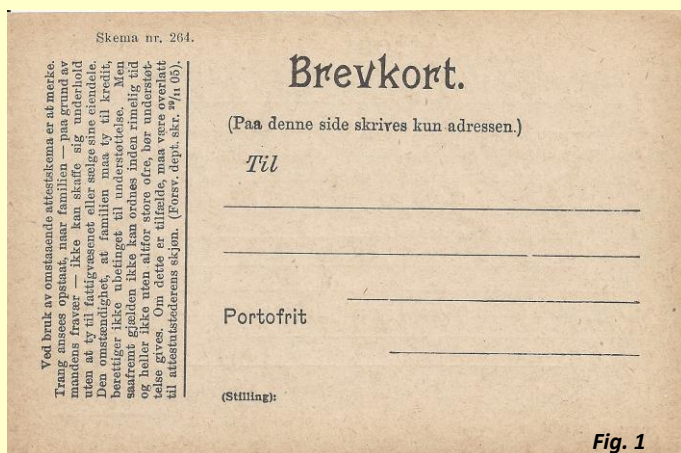 Skema nr. 264.
Ved bruk av omstaaende attestskema er at merke.
Trang ansees opstaat, naar familien — paa grund av
mandens fravær — ikke kan skaffe sig underhold
uten at ty til fattigvæsenet eller sælge sine eiendele.
Den omstændighet, at familien maa ty til kredit,
berettiger ikke ubetinget til understøttelse. Men
saafremt gjælden ikke kan ordnes inden rimelig tid
og heller ikke uten altfor store ofre, bør understøt-
telse gives. Om dette er tilfælde, maa være overlatt
til attestutstederens skjøn. (Forsv. dept. skr. 29/11 05).
Brevkort.
(Paa denne side skrives kun adressen.)
Til
Portofrit
(Stilling):
Fig. 1